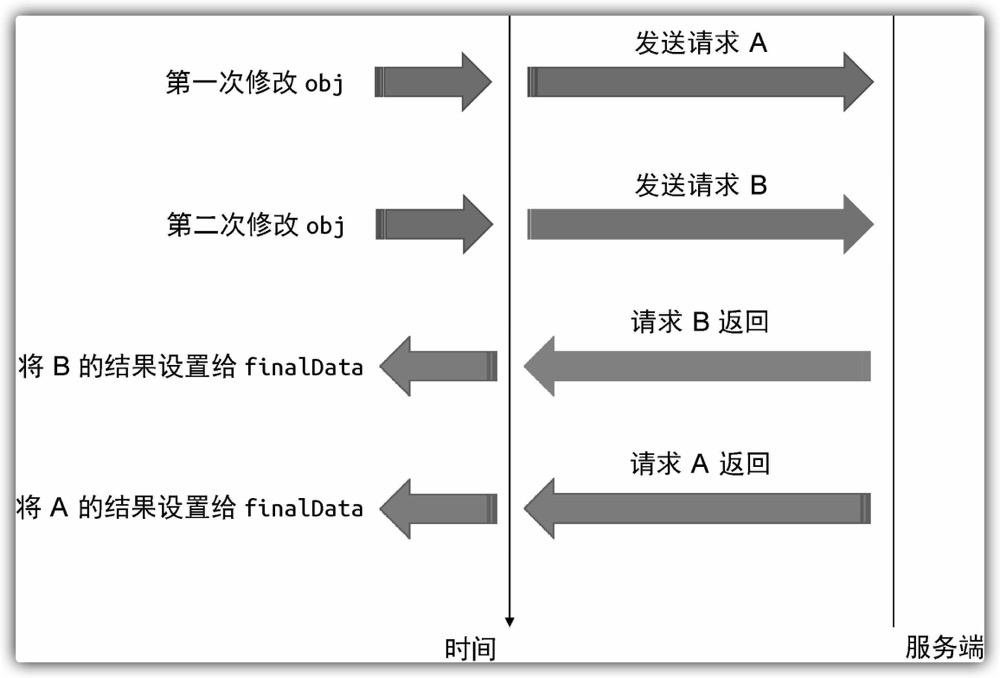 发送请求 A
第一次修改 obj
发送请求 B
第二次修改 obj
请求 B 返回
将 B 的结果设置给 finalData
请求 A 返回
将 A 的结果设置给 finalData
时间
服务端